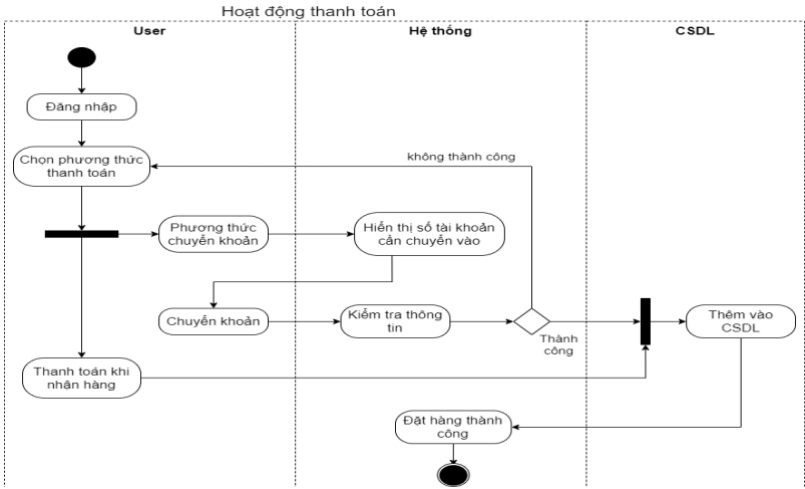 Hoạt động thanh toán
User
Hệ thống
CSDL
Đăng nhập
Chọn phương thức
thanh toán
không thành công
Phương thức
chuyển khoản
Hiển thị số tài khoản
cần chuyển vào
Chuyển khoản
Kiểm tra thông
tin
Thành
công
Thêm vào
CSDL
Thanh toán khi
nhận hàng
Đặt hàng thành
công